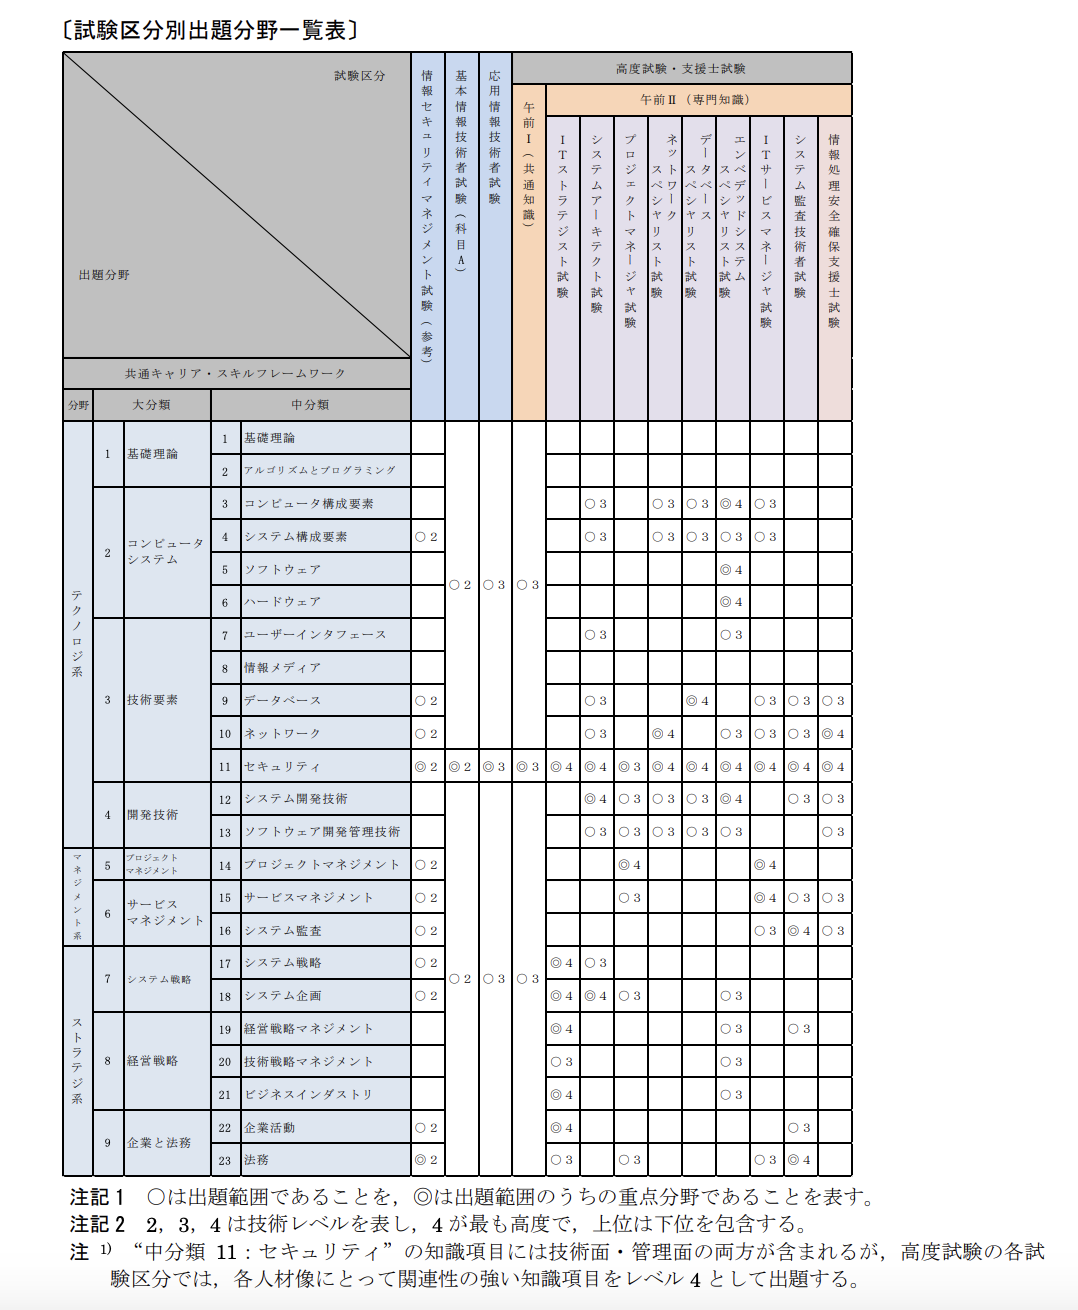 〔試験区分別出題分野一覧表〕
試験区分
出題分野
情報セキュリティマネジメント試験（参考）
基本情報技術者試験（科目A）
応用情報技術者試験
高度試験・支援士試験
午前Ⅰ（共通知識）
午前Ⅱ（専門知識）
ITストラテジスト試験
システムアーキテクト試験
プロジェクトマネージャ試験
ネットワーク
スペシャリスト試験
データベース
スペシャリスト試験
エンベデッドシステム
スペシャリスト試験
ITサービスマネージャ試験
システム監査技術者試験
情報処理安全確保支援士試験
共通キャリア・スキルフレームワーク
分野 大分類 中分類
テクノロジ系
1 基礎理論
1 基礎理論
2 アルゴリズムとプログラミング
2 コンピュータ
システム
3 コンピュータ構成要素 ○3 ○3 ○3 ◎4 ○3
4 システム構成要素 ○2 ○3 ○3 ○3 ○3 ○3
5 ソフトウェア ◎4
○2 ○3 ○3
6 ハードウェア ◎4
3 技術要素
7 ユーザーインタフェース ○3 ○3
8 情報メディア
9 データベース ○2 ○3 ◎4 ○3 ○3 ○3
10 ネットワーク ○2 ○3 ◎4 ○3 ○3 ○3 ◎4
11 セキュリティ ◎2 ◎2 ◎3 ◎3 ◎4 ◎4 ◎3 ◎4 ◎4 ◎4 ◎4 ◎4 ◎4
4 開発技術
12 システム開発技術 ◎4 ○3 ○3 ○3 ◎4 ○3 ○3
13 ソフトウェア開発管理技術 ○3 ○3 ○3 ○3 ○3 ○3
マネジメント系
5 プロジェクト
マネジメント
14 プロジェクトマネジメント ○2 ◎4 ◎4
6 サービス
マネジメント
15 サービスマネジメント ○2 ○3 ◎4 ○3 ○3
16 システム監査 ○2 ○3 ◎4 ○3
ストラテジ系
7 システム戦略
17 システム戦略 ○2 ◎4 ○3
○2 ○3 ○3
18 システム企画 ○2 ◎4 ◎4 ○3 ○3
8 経営戦略
19 経営戦略マネジメント ◎4 ○3 ○3
20 技術戦略マネジメント ○3 ○3
21 ビジネスインダストリ ◎4 ○3
9 企業と法務
22 企業活動 ○2 ◎4 ○3
23 法務 ◎2 ○3 ○3 ○3 ◎4
注記1 ○は出題範囲であることを，◎は出題範囲のうちの重点分野であることを表す。
注記2 2，3，4は技術レベルを表し，4が最も高度で，上位は下位を包含する。
注 1) “中分類 11：セキュリティ”の知識項目には技術面・管理面の両方が含まれるが，高度試験の各試
験区分では，各人材像にとって関連性の強い知識項目をレベル4として出題する。